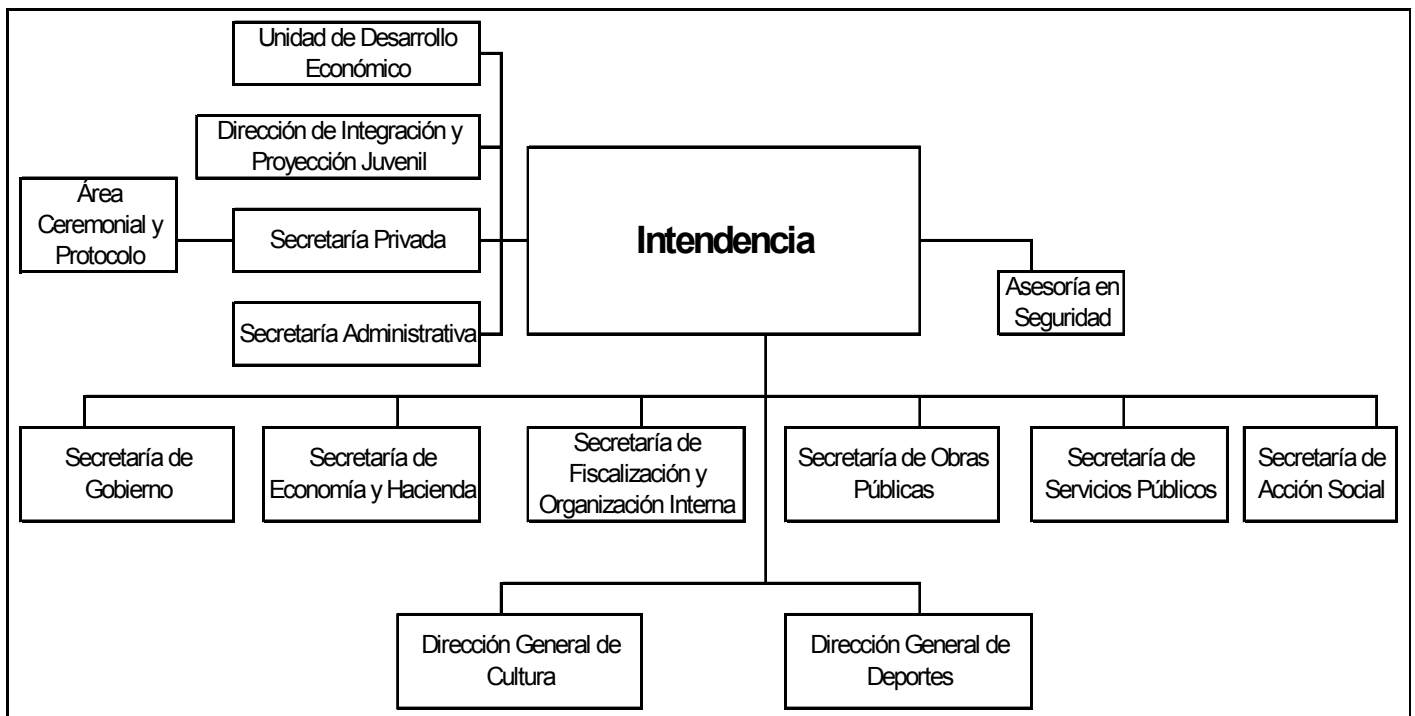 Unidad de Desarrollo
Económico
Dirección de Integración y
Proyección Juvenil
Área
Ceremonial y
Protocolo
Secretaría Privada
Intendencia
Asesoría en
Seguridad
Secretaría Administrativa
Secretaría de
Gobierno
Secretaría de
Economía y Hacienda
Secretaría de
Fiscalización y
Organización Interna
Secretaría de Obras
Públicas
Secretaría de
Servicios Públicos
Secretaría de
Acción Social
Dirección General de
Cultura
Dirección General de
Deportes